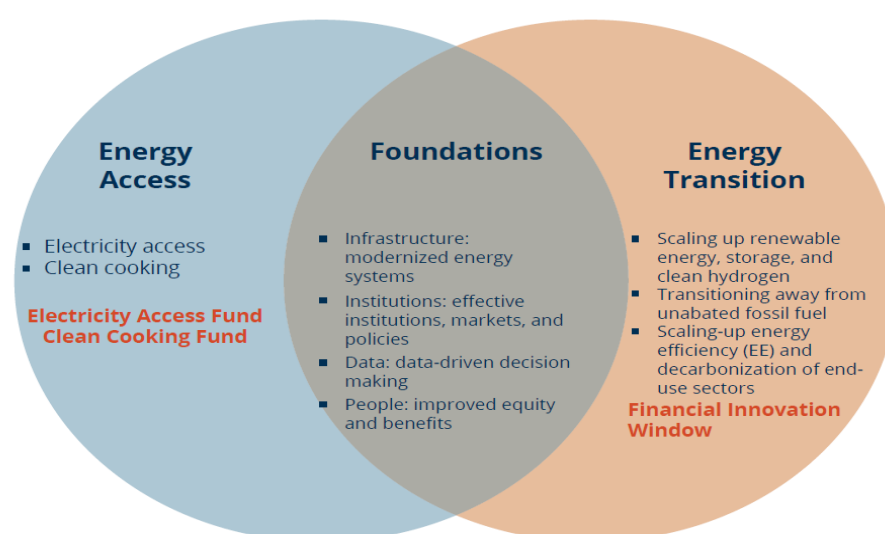 Energy
Access
▪ Electricity access
▪ Clean cooking
Electricity Access Fund
Clean Cooking Fund
Foundations
▪ Infrastructure:
modernized energy
systems
▪ Institutions: effective
institutions, markets, and
policies
▪ Data: data-driven decision
making
▪ People: improved equity
and benefits
Energy
Transition
▪ Scaling up renewable
energy, storage, and
clean hydrogen
▪ Transitioning away from
unabated fossil fuel
▪ Scaling-up energy
efficiency (EE) and
decarbonization of end-
use sectors
Financial Innovation
Window